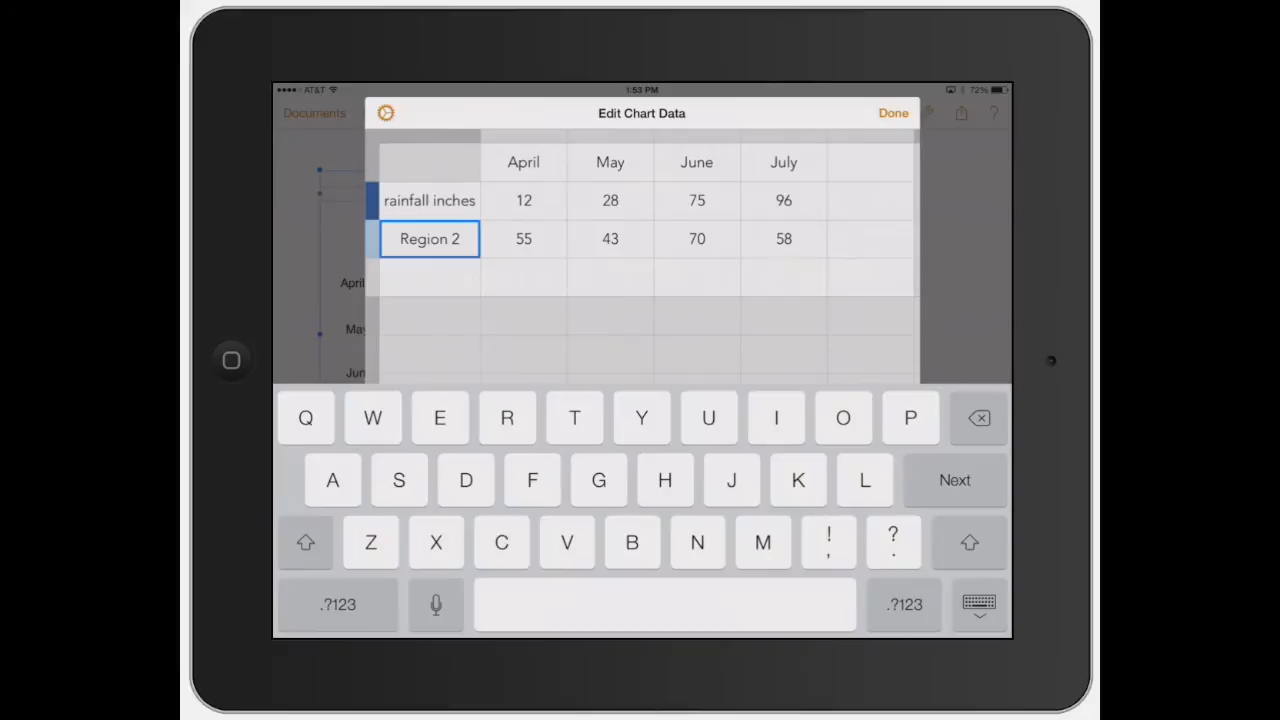 AT&T 1:53 PM 72%
Documents Edit Chart Data Done ?
April May June July
rainfall inches 12 28 75 96
Region 2 55 43 70 58
April
May
Jun
Q W E R T Y U I O P
A S D F G H J K L Next
Z X C V B N M ! , ? .
.?123 .?123